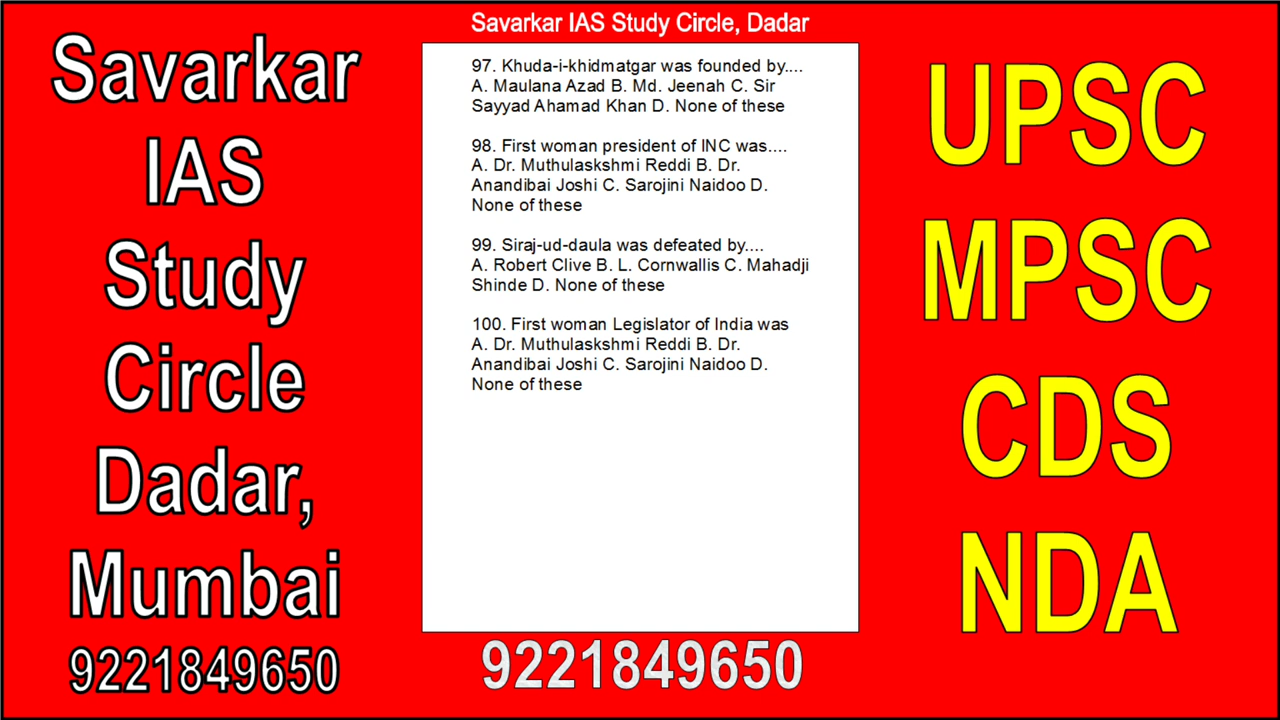 Savarkar IAS Study Circle, Dadar
Savarkar
IAS
Study
Circle
Dadar,
Mumbai
9221849650
97. Khuda-i-khidmatgar was founded by....
A. Maulana Azad B. Md. Jeenah C. Sir
Sayyad Ahamad Khan D. None of these
98. First woman president of INC was....
A. Dr. Muthulaskshmi Reddi B. Dr.
Anandibai Joshi C. Sarojini Naidoo D.
None of these
99. Siraj-ud-daula was defeated by....
A. Robert Clive B. L. Cornwallis C. Mahadji
Shinde D. None of these
100. First woman Legislator of India was
A. Dr. Muthulaskshmi Reddi B. Dr.
Anandibai Joshi C. Sarojini Naidoo D.
None of these
9221849650
UPSC
MPSC
CDS
NDA